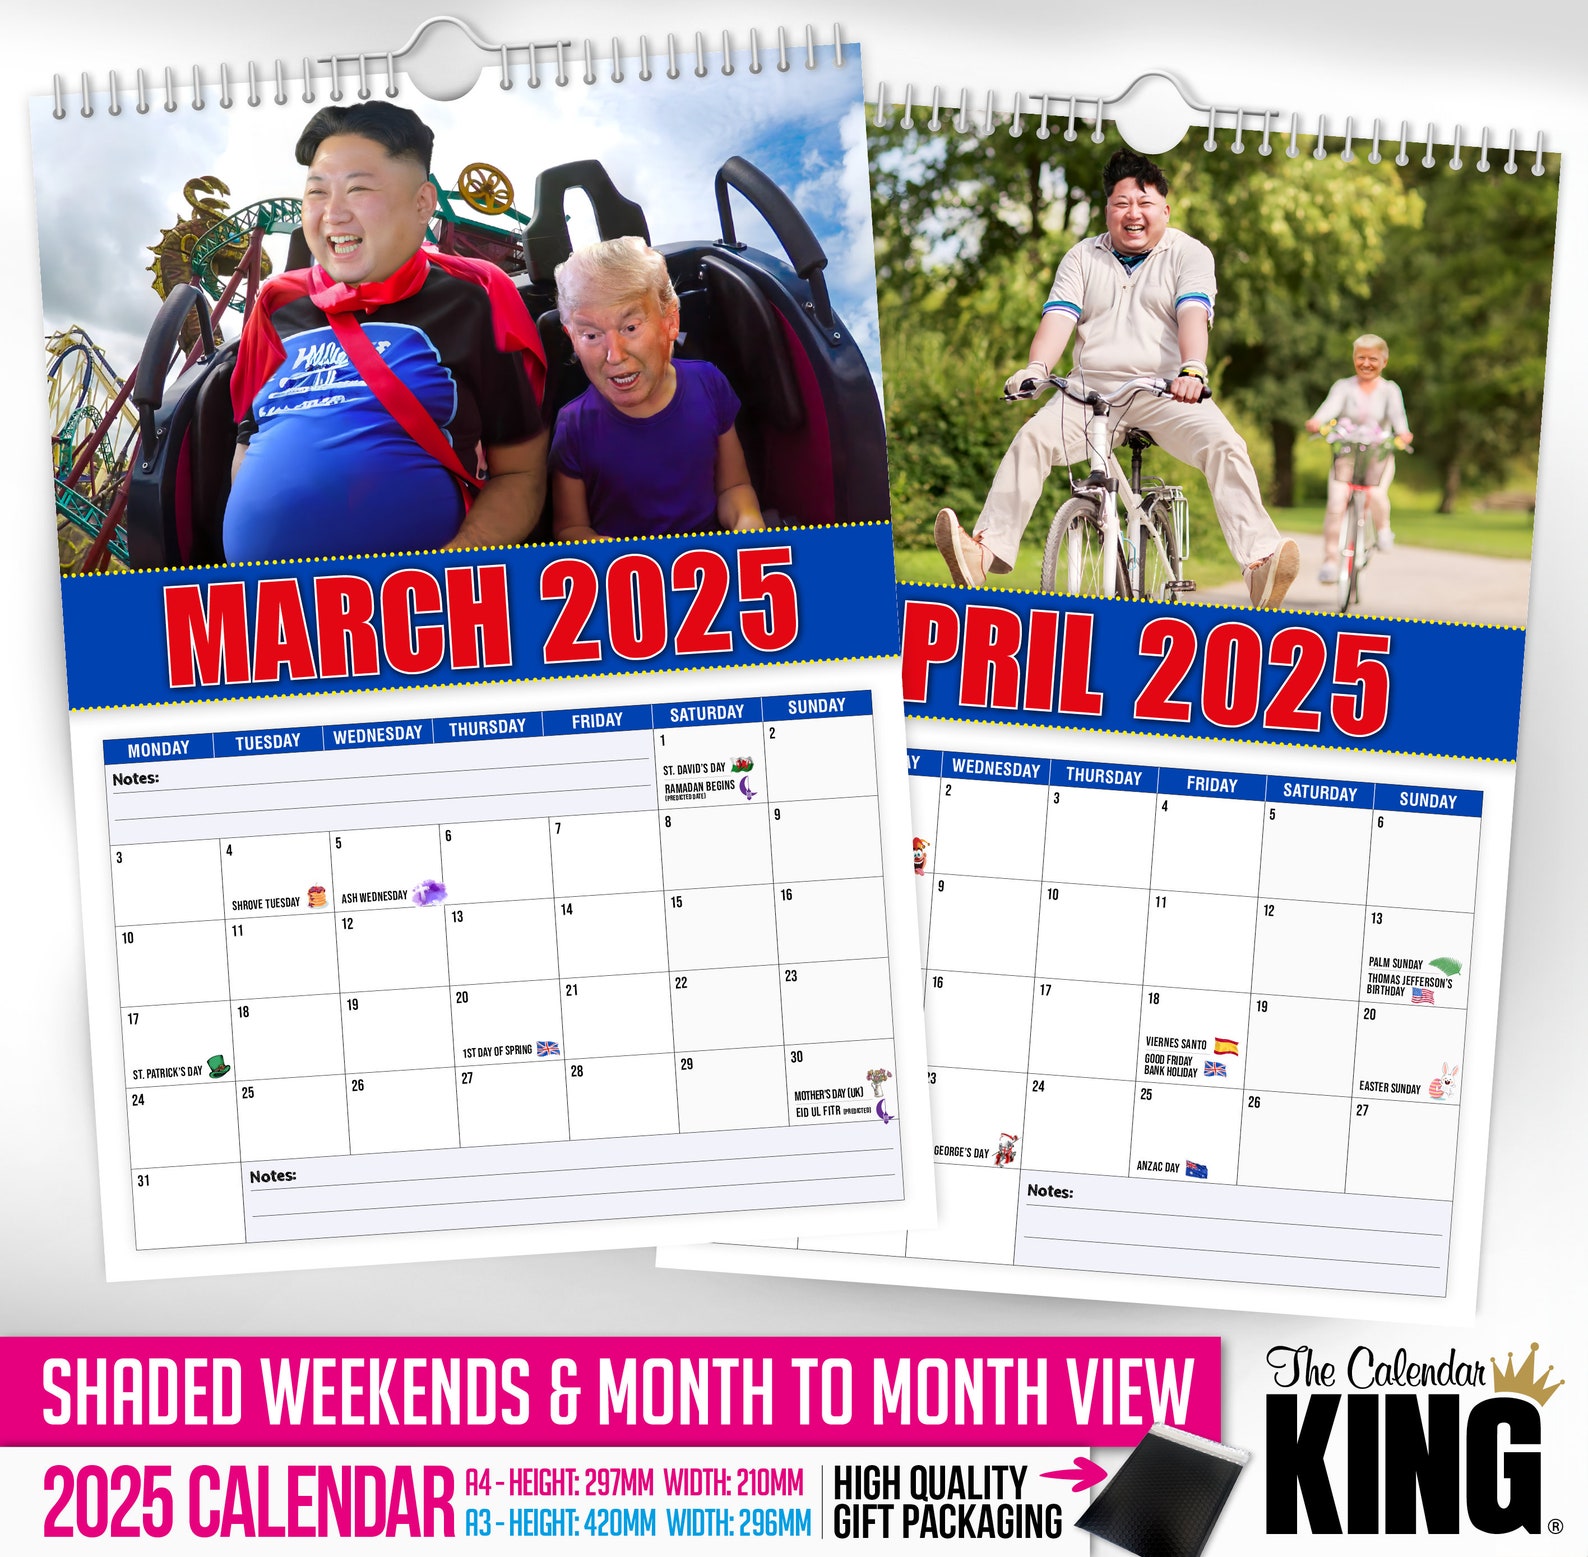 MARCH 2025
MONDAY TUESDAY WEDNESDAY THURSDAY FRIDAY SATURDAY SUNDAY
Notes:
1 2
ST. DAVID'S DAY
RAMADAN BEGINS
(PREDICTED DATE)
3 4 5 6 7 8 9
SHROVE TUESDAY
ASH WEDNESDAY
10 11 12 13 14 15 16
17 18 19 20 21 22 23
ST. PATRICK'S DAY
1ST DAY OF SPRING
24 25 26 27 28 29 30
MOTHER'S DAY (UK)
EID UL FITR (PREDICTED)
31
Notes:
PRIL 2025
AY WEDNESDAY THURSDAY FRIDAY SATURDAY SUNDAY
2 3 4 5 6
9 10 11 12 13
PALM SUNDAY
THOMAS JEFFERSON'S
BIRTHDAY
16 17 18 19 20
VIERNES SANTO
GOOD FRIDAY
BANK HOLIDAY
EASTER SUNDAY
23 24 25 26 27
GEORGE'S DAY
ANZAC DAY
Notes:
SHADED WEEKENDS & MONTH TO MONTH VIEW
2025 CALENDAR
A4 - HEIGHT: 297MM WIDTH: 210MM
A3 - HEIGHT: 420MM WIDTH: 296MM
HIGH QUALITY
GIFT PACKAGING
The Calendar
KING®